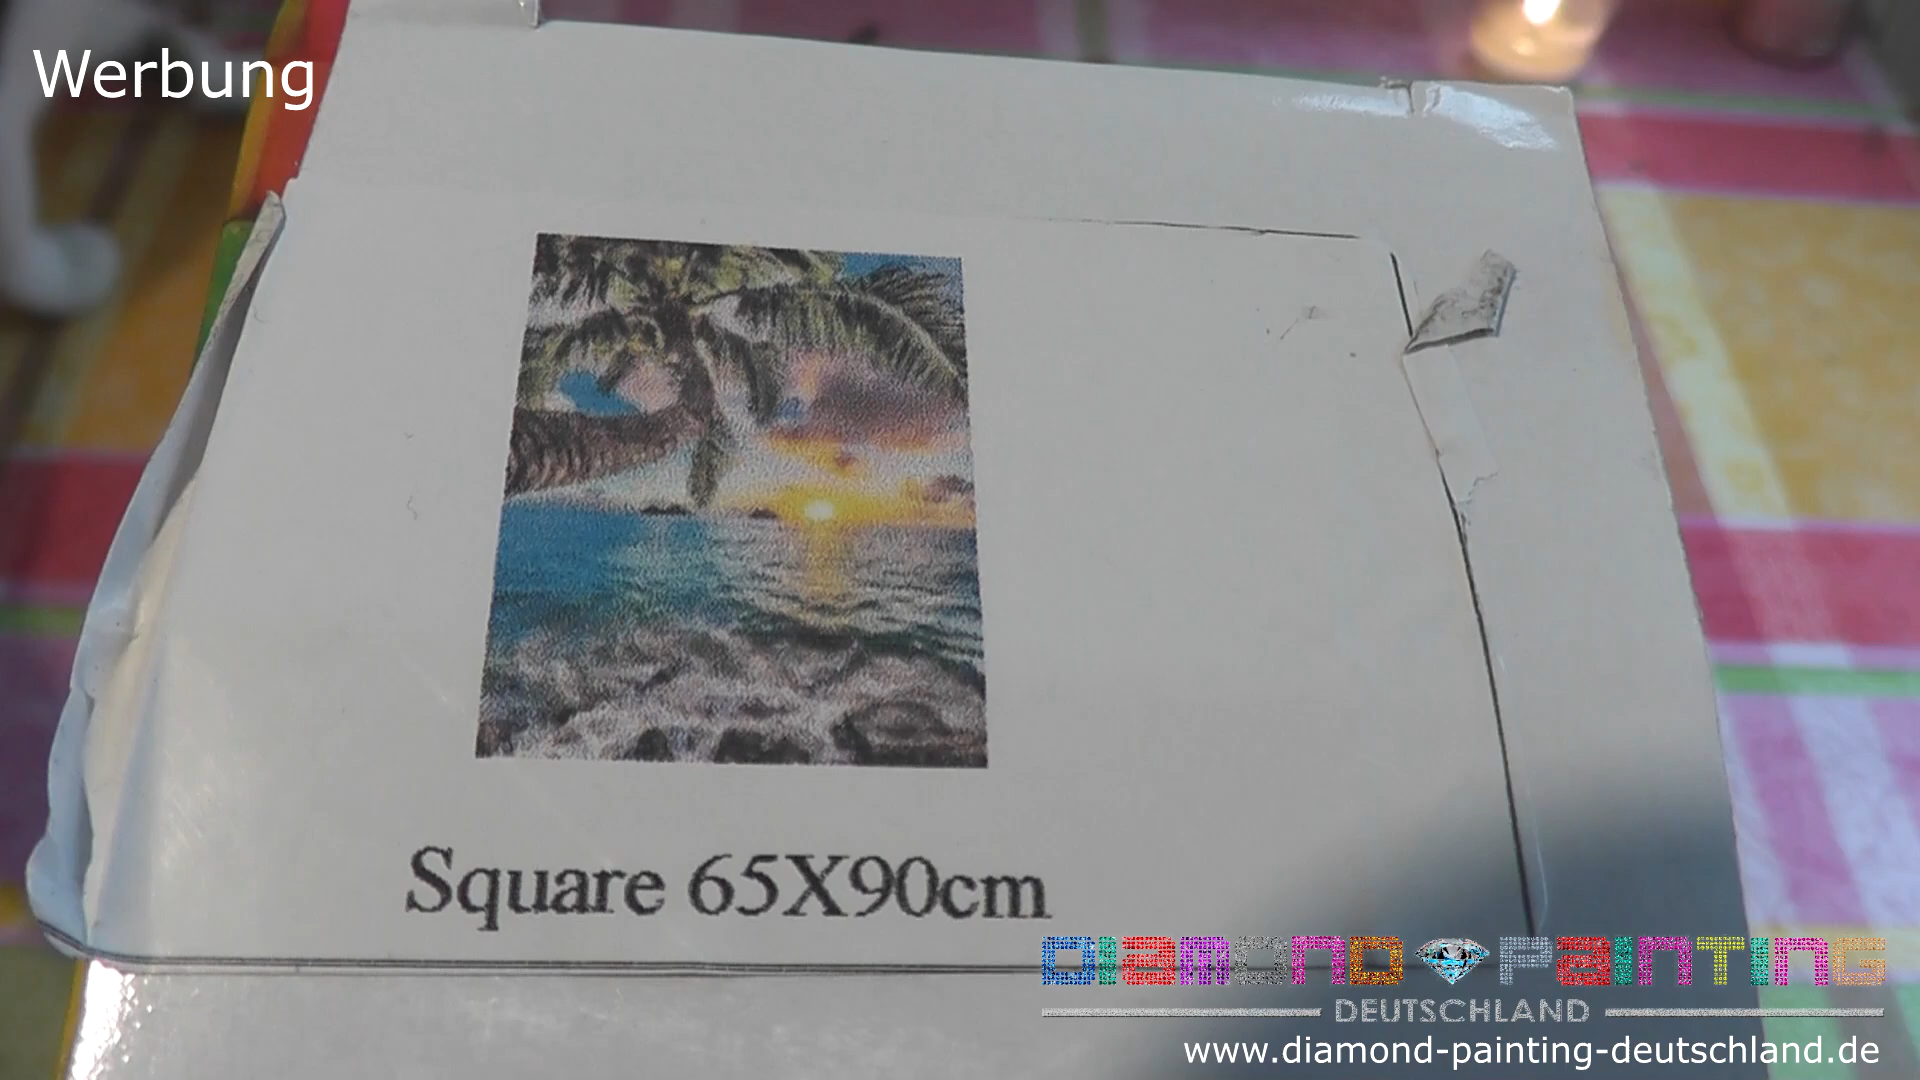 Werbung
Square 65X90cm
DIAMOND PAINTING
DEUTSCHLAND
www.diamond-painting-deutschland.de